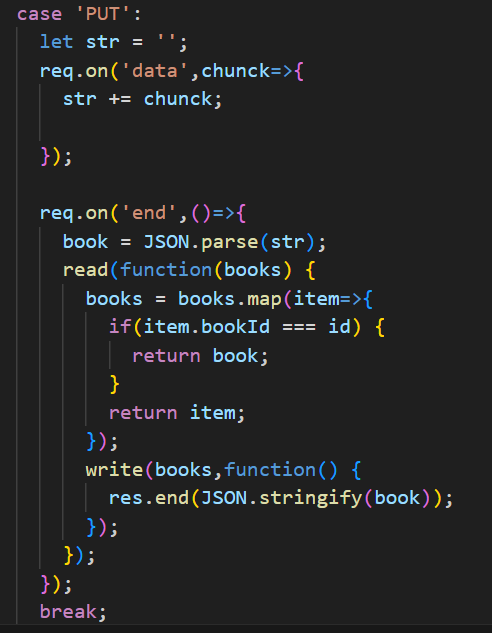 case 'PUT':
let str = '';
req.on('data',chunck=>{
str += chunck;
});
req.on('end',()=>{
book = JSON.parse(str);
read(function(books) {
books = books.map(item=>{
if(item.bookId === id) {
return book;
}
return item;
});
write(books,function() {
res.end(JSON.stringify(book));
});
});
});
break;